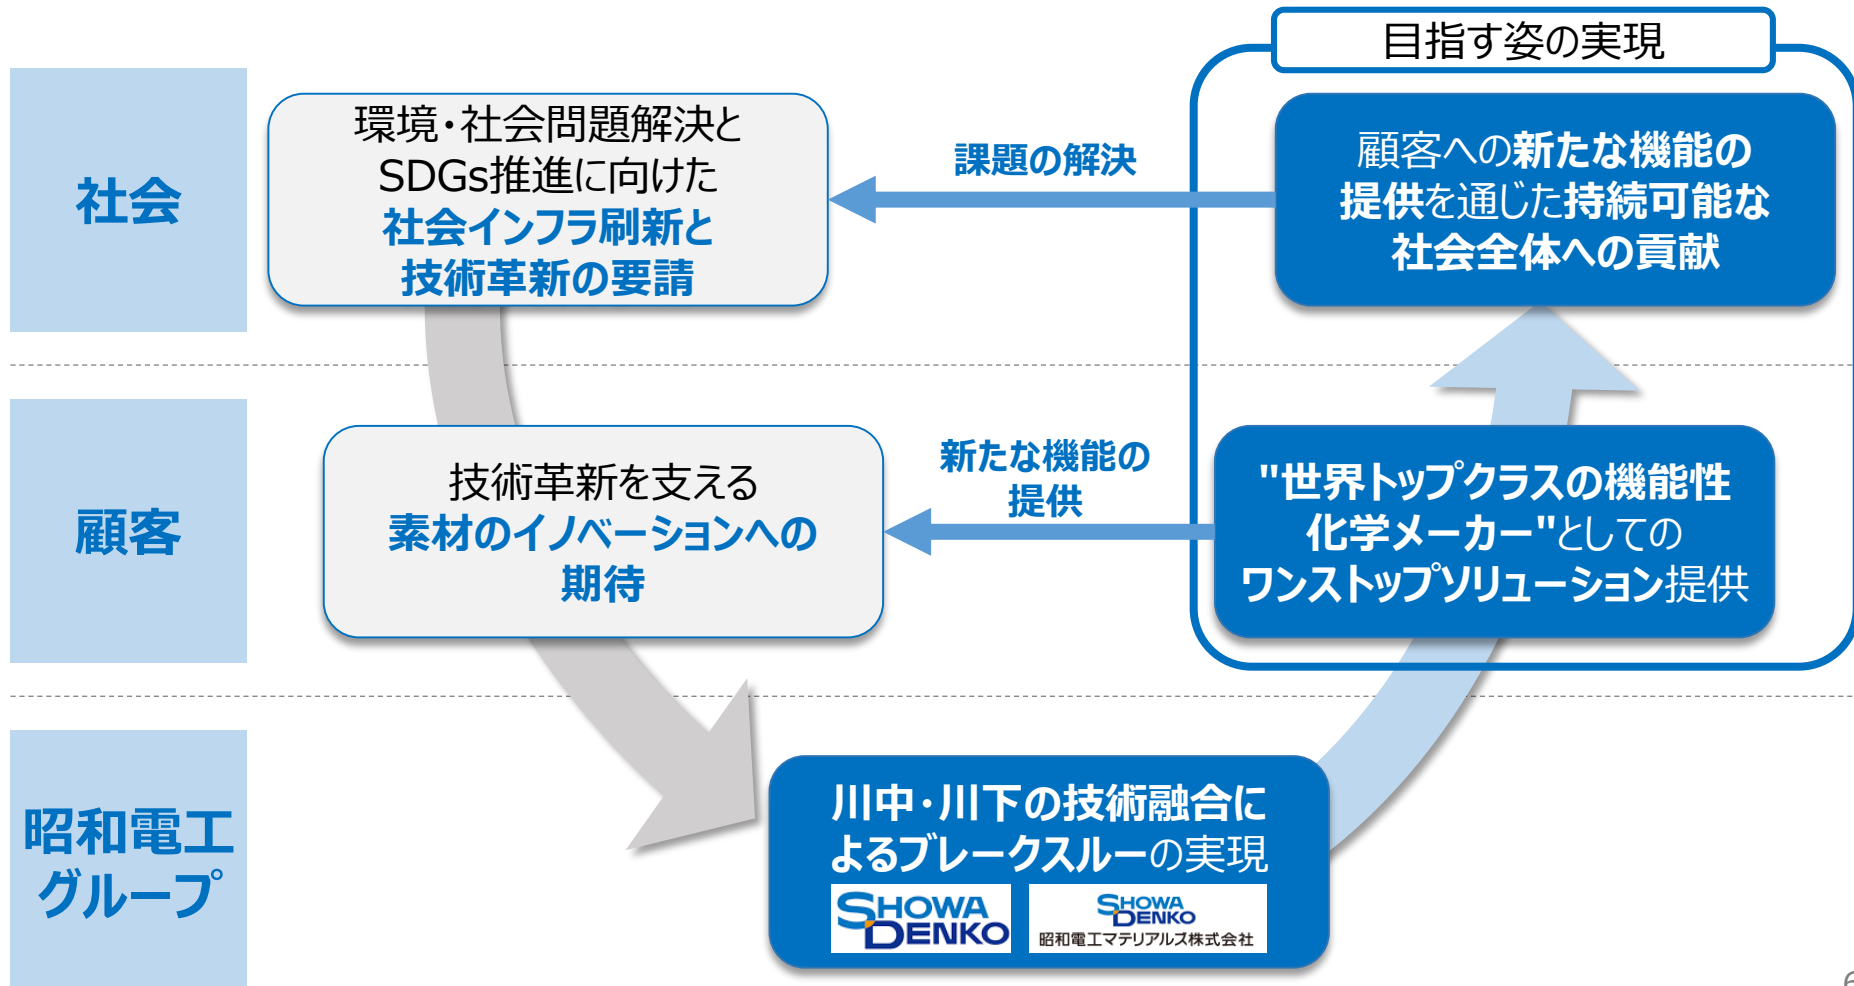 目指す姿の実現
社会
環境・社会問題解決と
SDGs推進に向けた
社会インフラ刷新と
技術革新の要請
課題の解決
顧客への新たな機能の
提供を通じた持続可能な
社会全体への貢献
顧客
技術革新を支える
素材のイノベーションへの
期待
新たな機能の
提供
"世界トップクラスの機能性
化学メーカー"としての
ワンストップソリューション提供
昭和電工
グループ
川中・川下の技術融合に
よるブレークスルーの実現
SHOWA
DENKO
SHOWA
DENKO
昭和電工マテリアルズ株式会社
6